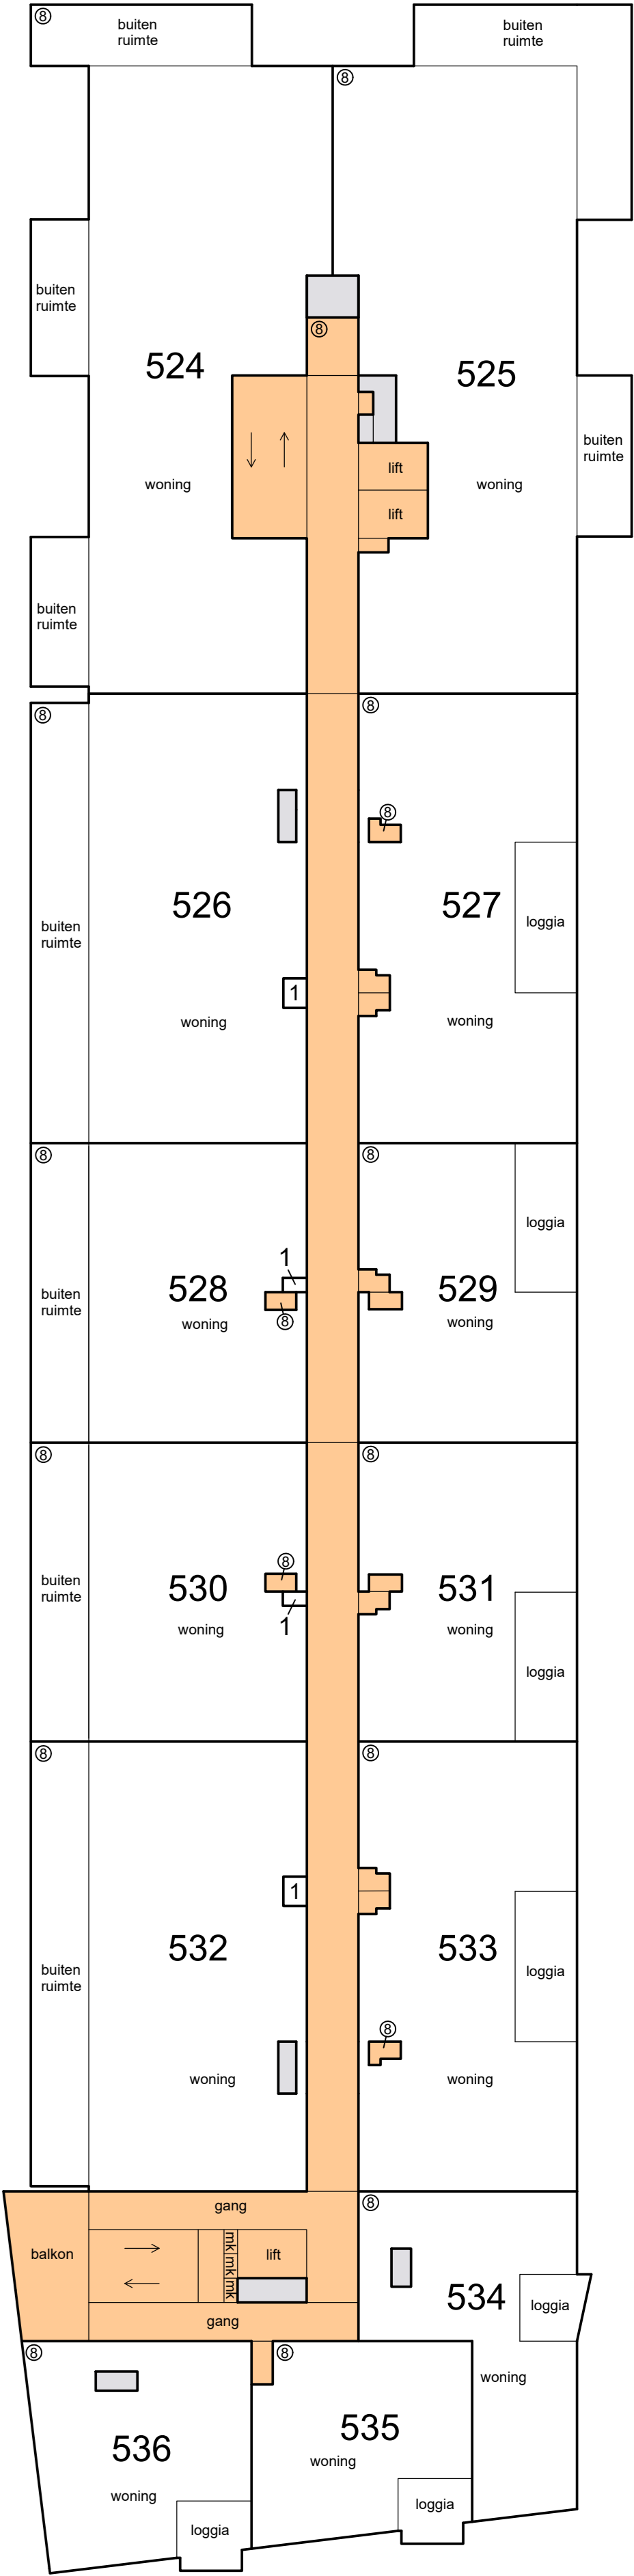 8
buiten
ruimte
buiten
ruimte
8
buiten
ruimte
8
524
525
buiten
ruimte
lift
woning
woning
lift
buiten
ruimte
8
8
8
526
527
loggia
buiten
ruimte
1
woning
woning
8
8
loggia
1
528
529
buiten
ruimte
woning
woning
8
8
8
8
530
531
buiten
ruimte
1
woning
woning
loggia
8
8
1
532
533
buiten
ruimte
loggia
8
woning
woning
gang
8
balkon
mk
mk
mk
lift
534
loggia
gang
8
8
woning
535
536
woning
woning
loggia
loggia